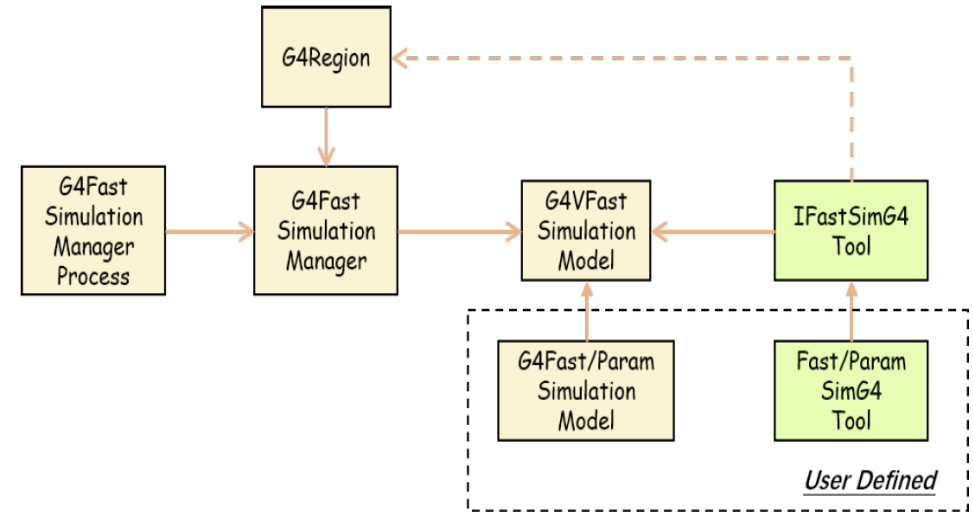 G4Region
G4Fast
Simulation
Manager
Process
G4Fast
Simulation
Manager
G4VFast
Simulation
Model
IFastSimG4
Tool
G4Fast/Param
Simulation
Model
Fast/Param
SimG4
Tool
User Defined